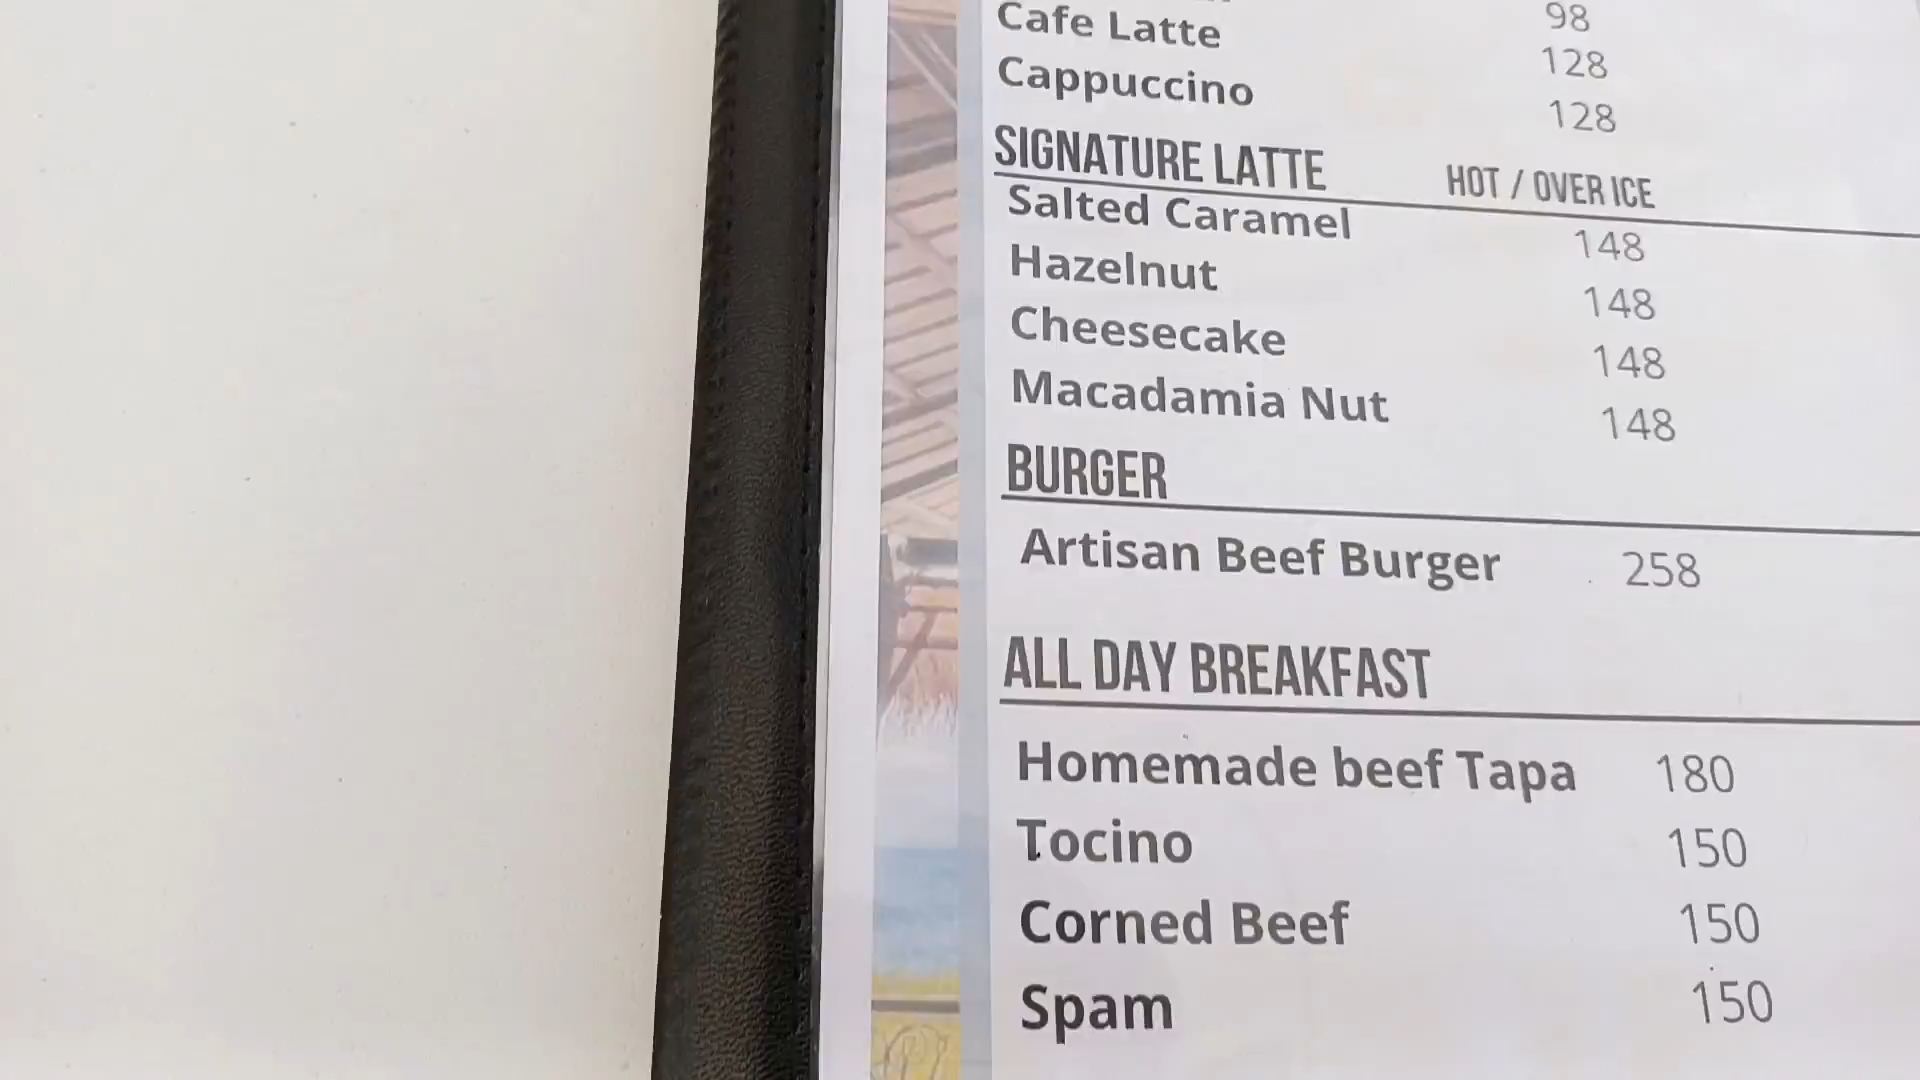 98
Cafe Latte 128
Cappuccino 128
SIGNATURE LATTE HOT / OVER ICE
Salted Caramel 148
Hazelnut 148
Cheesecake 148
Macadamia Nut 148
BURGER
Artisan Beef Burger 258
ALL DAY BREAKFAST
Homemade beef Tapa 180
Tocino 150
Corned Beef 150
Spam 150